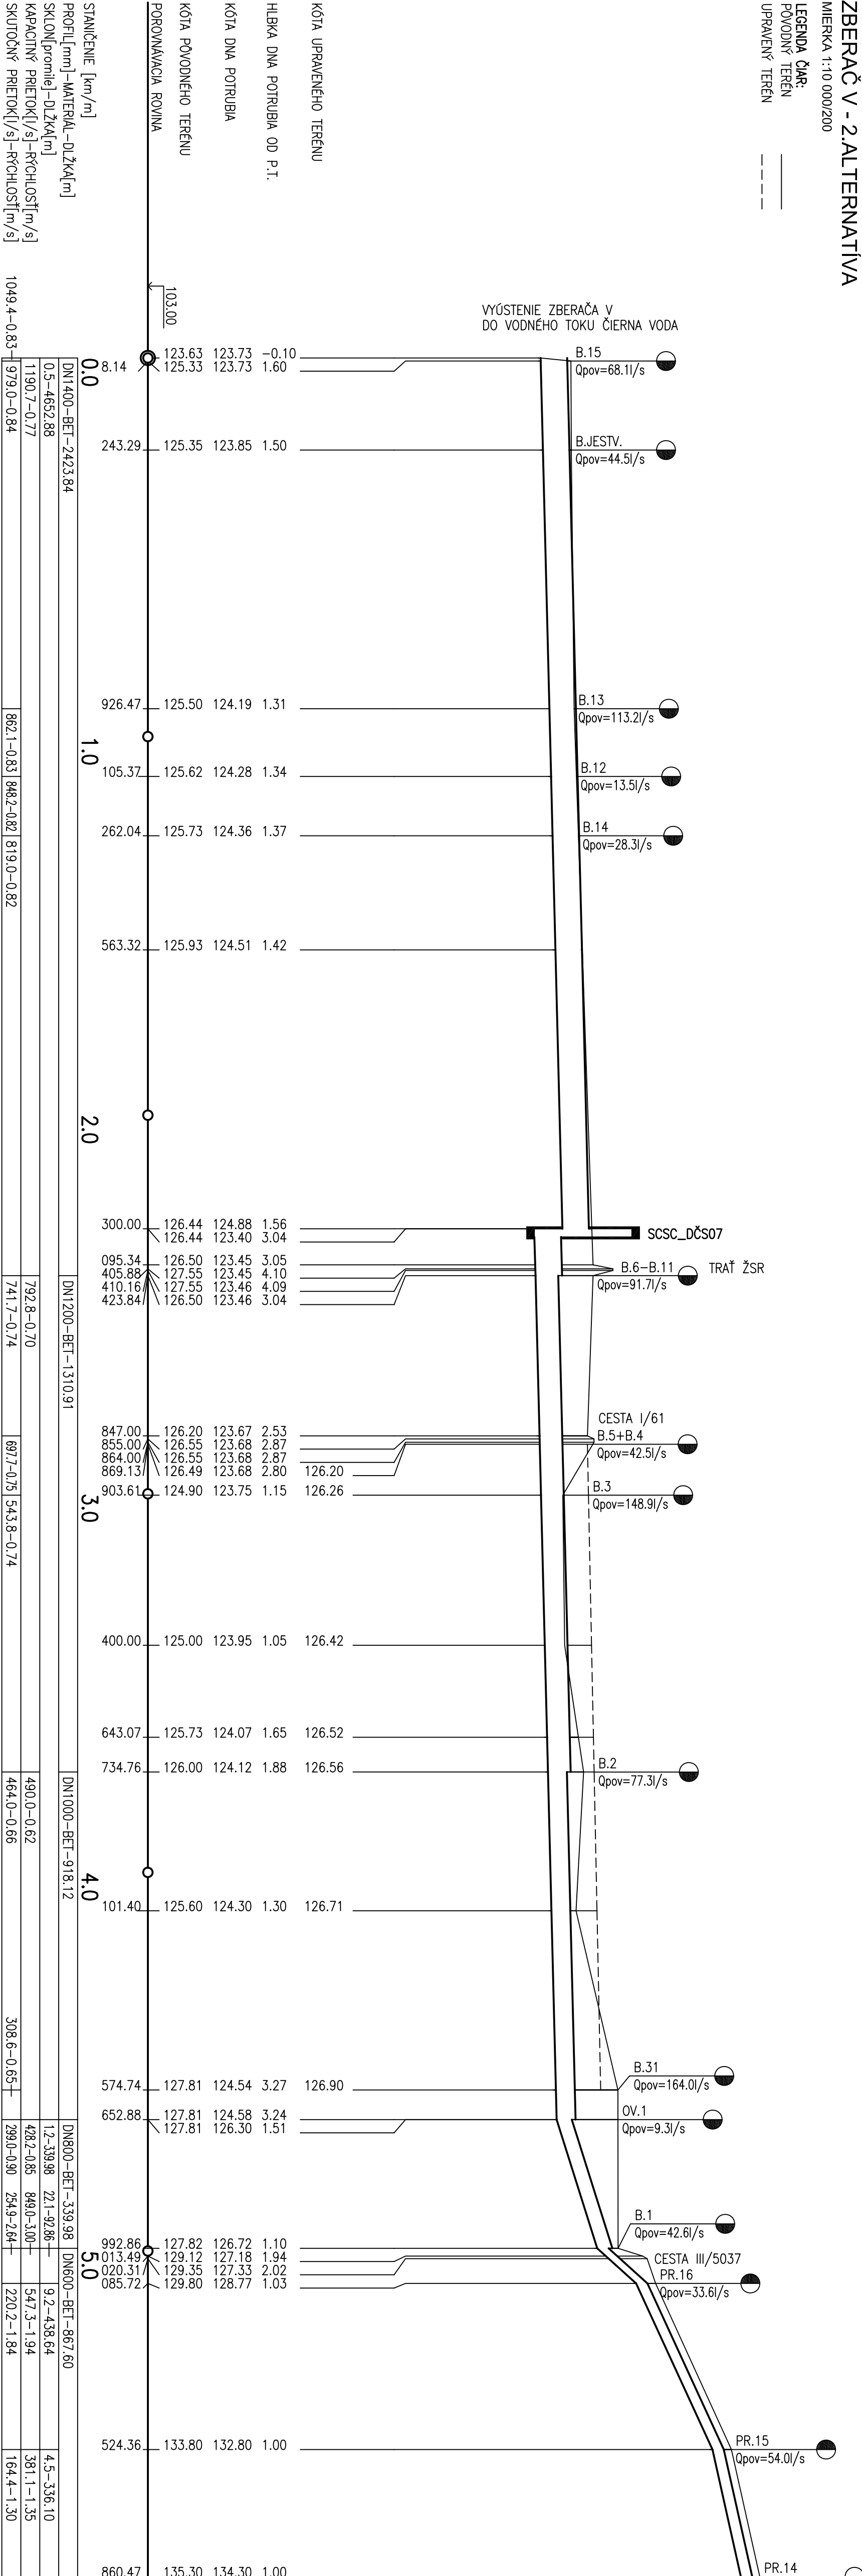 ZBERAČ V - 2.ALTERNATÍVA
MIERKA 1:10 000/200
LEGENDA ČIAR:
PÔVODNÝ TERÉN
UPRAVENÝ TERÉN
VYÚSTENIE ZBERAČA V
DO VODNÉHO TOKU ČIERNA VODA
B.15
Qpov=68.1l/s
B.JESTV.
Qpov=44.5l/s
B.13
Qpov=113.2l/s
B.12
Qpov=13.5l/s
B.14
Qpov=28.3l/s
SCSC_DČS07
B.6-B.11
Qpov=91.7l/s
TRAŤ ŽSR
CESTA I/61
B.5+B.4
Qpov=42.5l/s
B.3
Qpov=148.9l/s
B.2
Qpov=77.3l/s
B.31
Qpov=164.0l/s
OV.1
Qpov=9.3l/s
B.1
Qpov=42.6l/s
CESTA III/5037
PR.16
Qpov=33.6l/s
PR.15
Qpov=54.0l/s
PR.14
KÓTA UPRAVENÉHO TERÉNU
126.20
126.26
126.42
126.52
126.56
126.71
126.90
HLBKA DNA POTRUBIA OD P.T.
-0.10
1.60
1.50
1.31
1.34
1.37
1.42
1.56
3.04
3.05
4.10
4.09
3.04
2.53
2.87
2.87
2.80
1.15
1.05
1.65
1.88
1.30
3.27
3.24
1.51
1.10
1.94
2.02
1.03
1.00
1.00
KÓTA DNA POTRUBIA
123.73
123.73
123.85
124.19
124.28
124.36
124.51
124.88
123.40
123.45
123.45
123.46
123.46
123.67
123.68
123.68
123.68
123.75
123.95
124.07
124.12
124.30
124.54
124.58
126.30
126.72
127.18
127.33
128.77
132.80
134.30
KÓTA PÔVODNÉHO TERÉNU
123.63
125.33
125.35
125.50
125.62
125.73
125.93
126.44
126.44
126.50
127.55
127.55
126.50
126.20
126.55
126.55
126.49
124.90
125.00
125.73
126.00
125.60
127.81
127.81
127.81
127.82
129.12
129.35
129.80
133.80
135.30
POROVNÁVACIA ROVINA
103.00
8.14
243.29
926.47
105.37
262.04
563.32
300.00
095.34
405.88
410.16
423.84
847.00
855.00
864.00
869.13
903.61
400.00
643.07
734.76
101.40
574.74
652.88
992.86
013.49
020.31
085.72
524.36
860.47
STANIČENIE [km/m]
0.0
1.0
2.0
3.0
4.0
5.0
PROFIL[mm]-MATERIÁL-DLŽKA[m]
DN1400-BET-2423.84
DN1200-BET-1310.91
DN1000-BET-918.12
DN800-BET-339.98
DN600-BET-867.60
SKLON[promile]-DLŽKA[m]
0.5-4652.88
1.2-339.98
22.1-92.86
9.2-438.64
4.5-336.10
KAPACITNÝ PRIETOK[l/s]-RÝCHLOSŤ[m/s]
1190.7-0.77
792.8-0.70
490.0-0.62
428.2-0.85
849.0-3.00
547.3-1.94
381.1-1.35
SKUTOČNÝ PRIETOK[l/s]-RÝCHLOSŤ[m/s]
1049.4-0.83
979.0-0.84
862.1-0.83
848.2-0.82
819.0-0.82
741.7-0.74
697.7-0.75
543.8-0.74
464.0-0.66
308.6-0.65
299.0-0.90
254.9-2.64
220.2-1.84
164.4-1.30